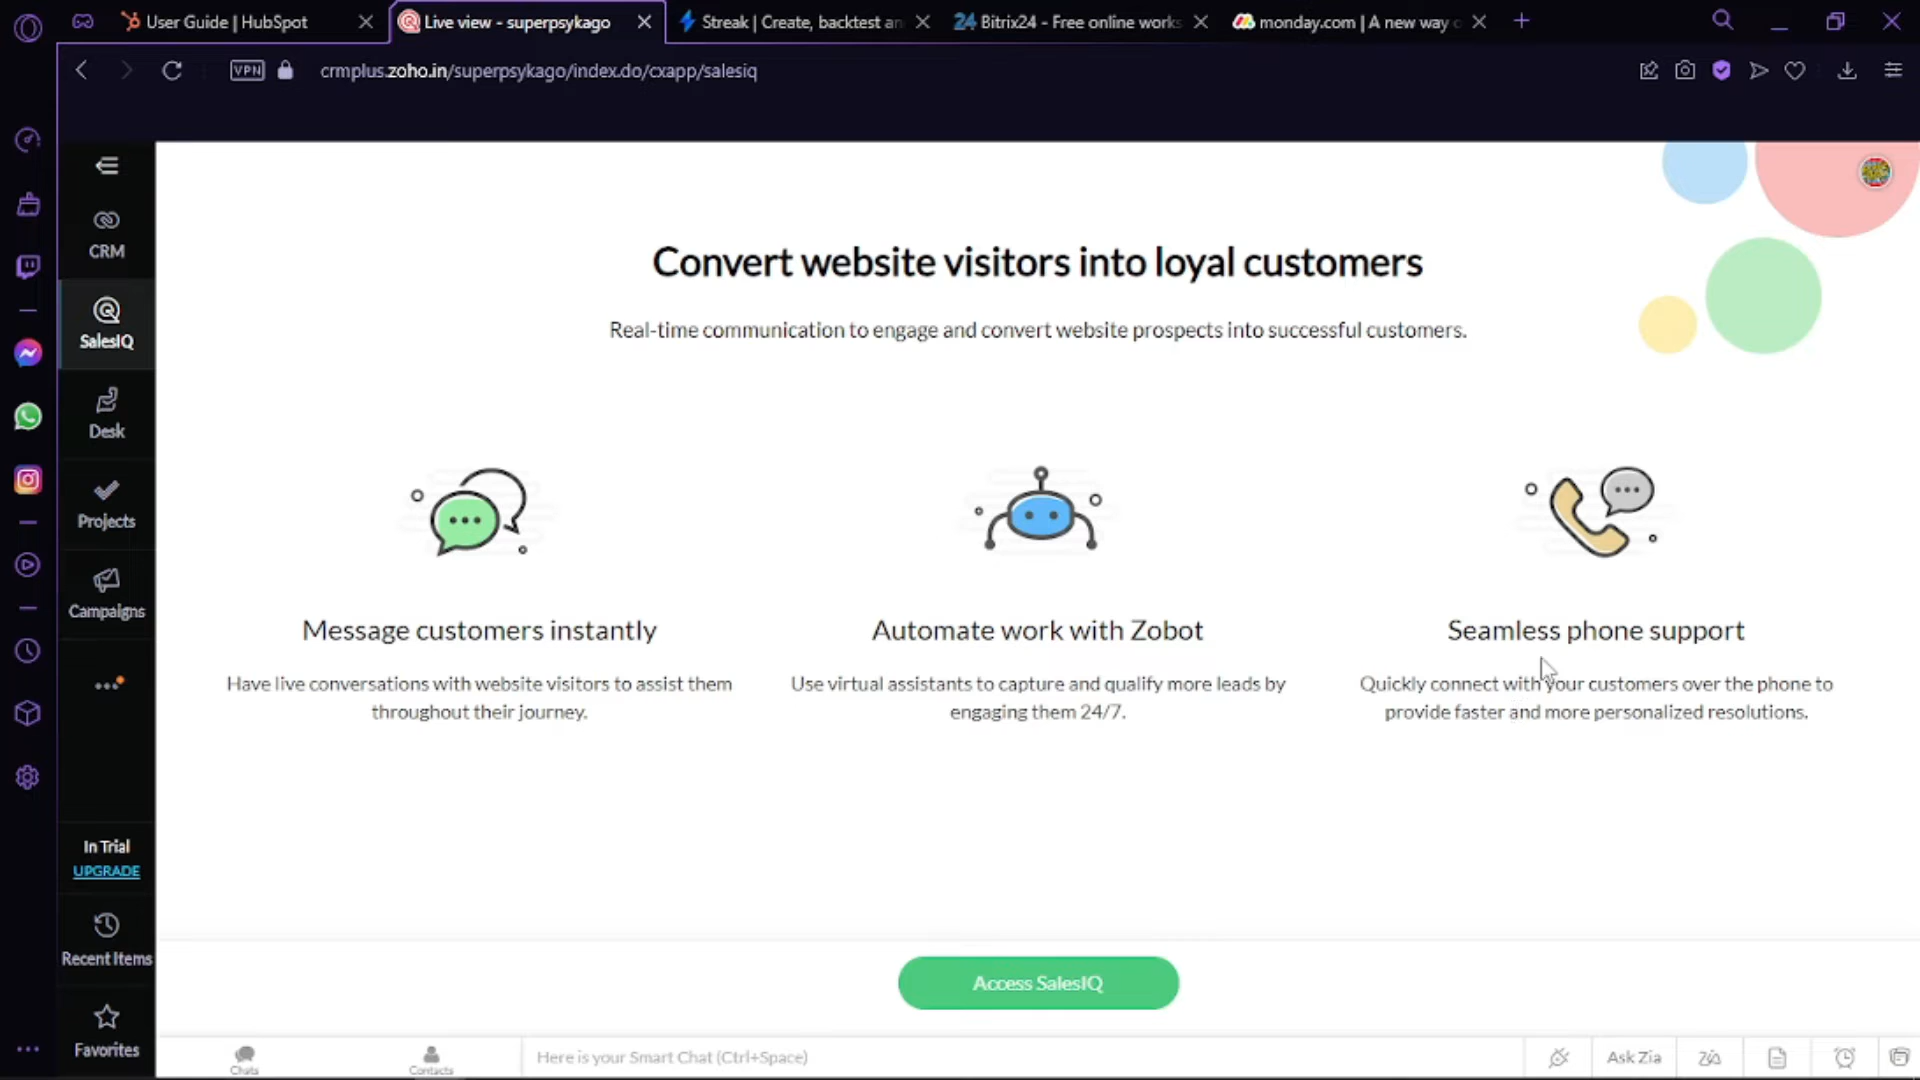 User Guide | HubSpot
Live view - superpsykago
Streak | Create, backtest an
24 Bitrix24 - Free online works
monday.com | A new way o
VPN
crmplus.zoho.in/superpsykago/index.do/cxapp/salesiq
CRM
SalesIQ
Desk
Projects
Campaigns
In Trial
UPGRADE
Recent Items
Favorites
Convert website visitors into loyal customers
Real-time communication to engage and convert website prospects into successful customers.
Message customers instantly
Have live conversations with website visitors to assist them
throughout their journey.
Automate work with Zobot
Use virtual assistants to capture and qualify more leads by
engaging them 24/7.
Seamless phone support
Quickly connect with your customers over the phone to
provide faster and more personalized resolutions.
Access SalesIQ
Chats
Contacts
Here is your Smart Chat (Ctrl+Space)
Ask Zia